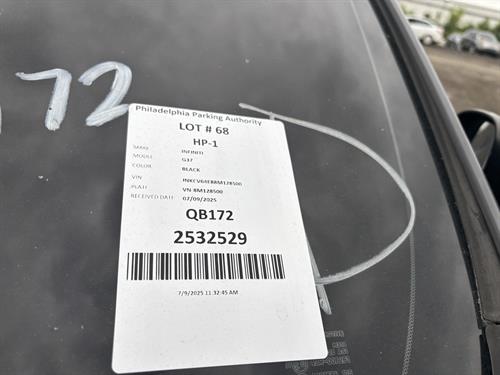 72
Philadelphia Parking Authority
LOT # 68
HP-1
MAKE INFINITI
MODEL: G37
COLOR: BLACK
VIN JNKCV64E88M128500
PLATE VN-8M128500
RECEIVED DATE 07/09/2025
QB172
2532529
7/9/2025 11:32:45 AM